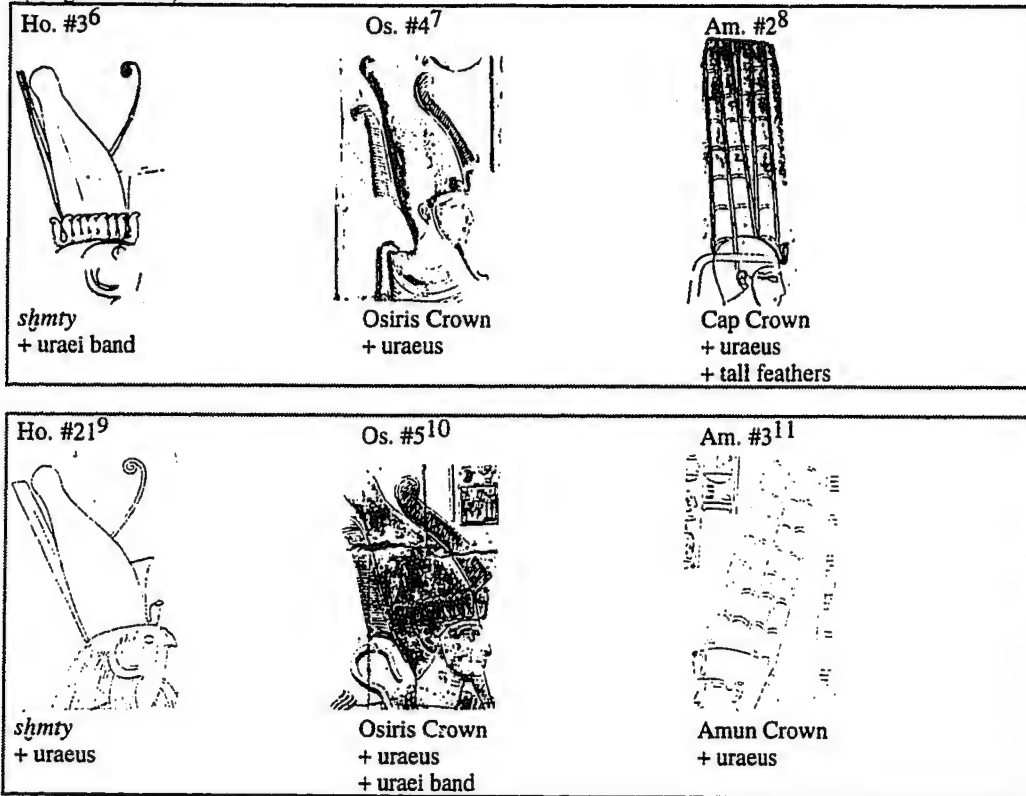 Ho. #3⁶ Os. #4⁷ Am. #2⁸
sḫmty Osiris Crown Cap Crown
+ uraei band + uraeus + uraeus
+ tall feathers
Ho. #21⁹ Os. #5¹⁰ Am. #3¹¹
sḫmty Osiris Crown Amun Crown
+ uraeus + uraeus + uraeus
+ uraei band